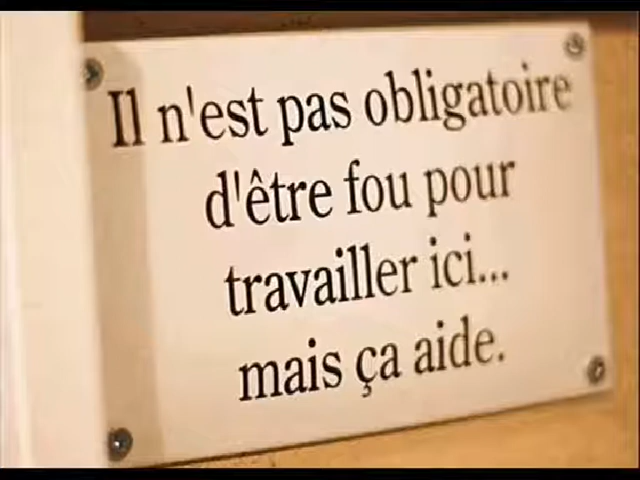 Il n'est pas obligatoire
d'être fou pour
travailler ici...
mais ça aide.